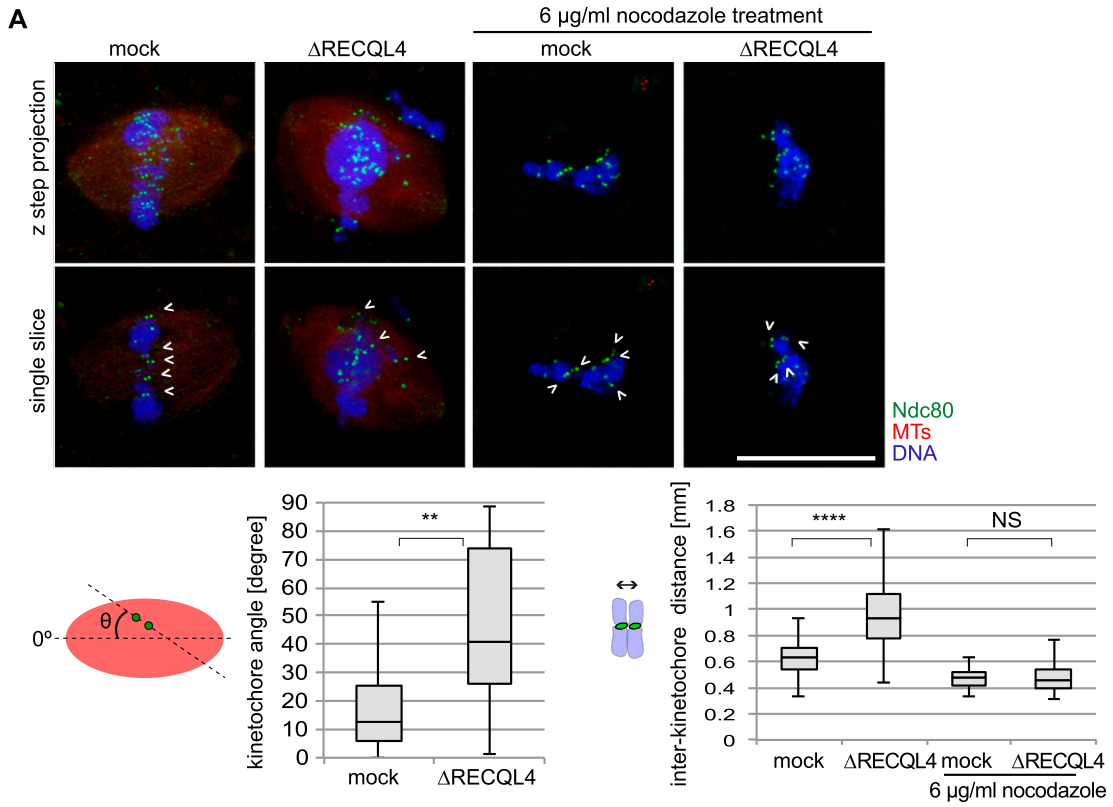 A
6 µg/ml nocodazole treatment
mock
ΔRECQL4
mock
ΔRECQL4
z step projection
single slice
Ndc80
MTs
DNA
0º
θ
kinetochore angle [degree]
90
80
70
60
50
40
30
20
10
0
**
mock
ΔRECQL4
inter-kinetochore distance [mm]
1.8
1.6
1.4
1.2
1
0.8
0.6
0.4
0.2
0
****
NS
mock
ΔRECQL4
mock
ΔRECQL4
6 µg/ml nocodazole